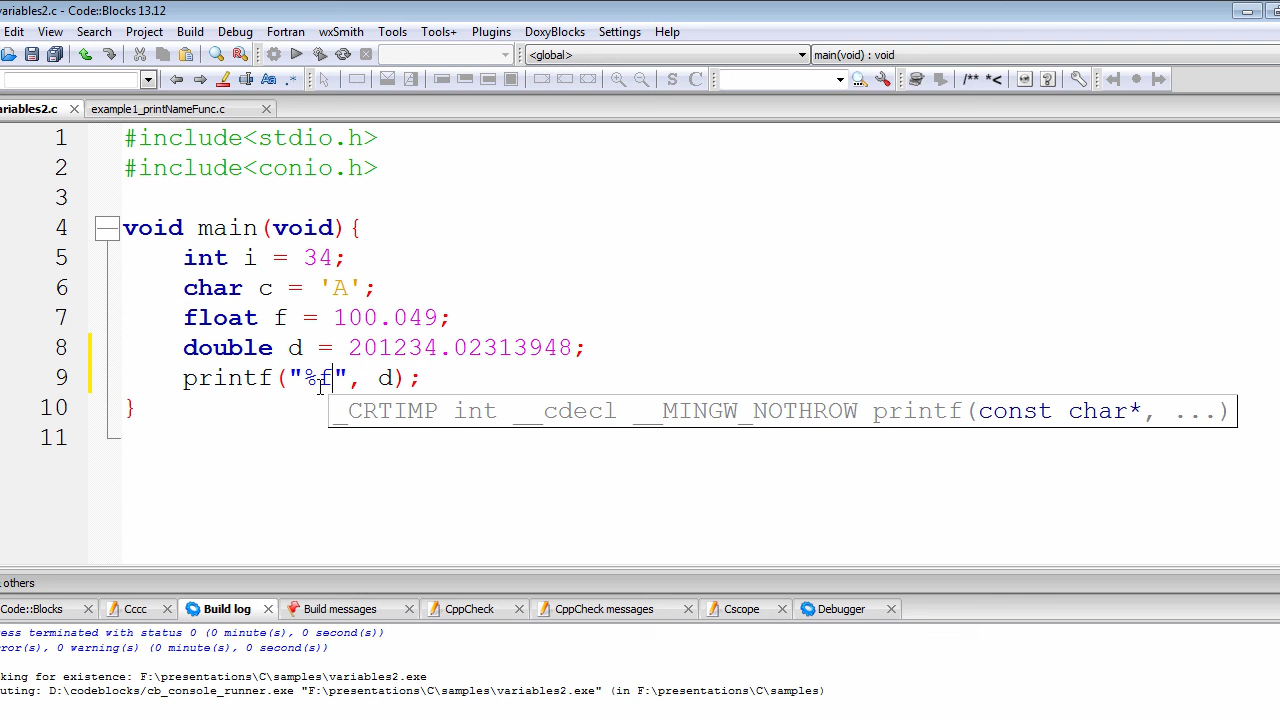 variables2.c - Code::Blocks 13.12
Edit View Search Project Build Debug Fortran wxSmith Tools Tools+ Plugins DoxyBlocks Settings Help
<global> main(void) : void
Aa .* S C /** *<
variables2.c example1_printNameFunc.c
1 #include<stdio.h>
2 #include<conio.h>
3
4 void main(void){
5 int i = 34;
6 char c = 'A';
7 float f = 100.049;
8 double d = 201234.02313948;
9 printf("%f", d);
10 }
_CRTIMP int __cdecl __MINGW_NOTHROW printf(const char*, ...)
11
others
Code::Blocks Cccc Build log Build messages CppCheck CppCheck messages Cscope Debugger
ess terminated with status 0 (0 minute(s), 0 second(s))
ror(s), 0 warning(s) (0 minute(s), 0 second(s))
king for existence: F:\presentations\C\samples\variables2.exe
uting: D:\codeblocks/cb_console_runner.exe "F:\presentations\C\samples\variables2.exe" (in F:\presentations\C\samples)